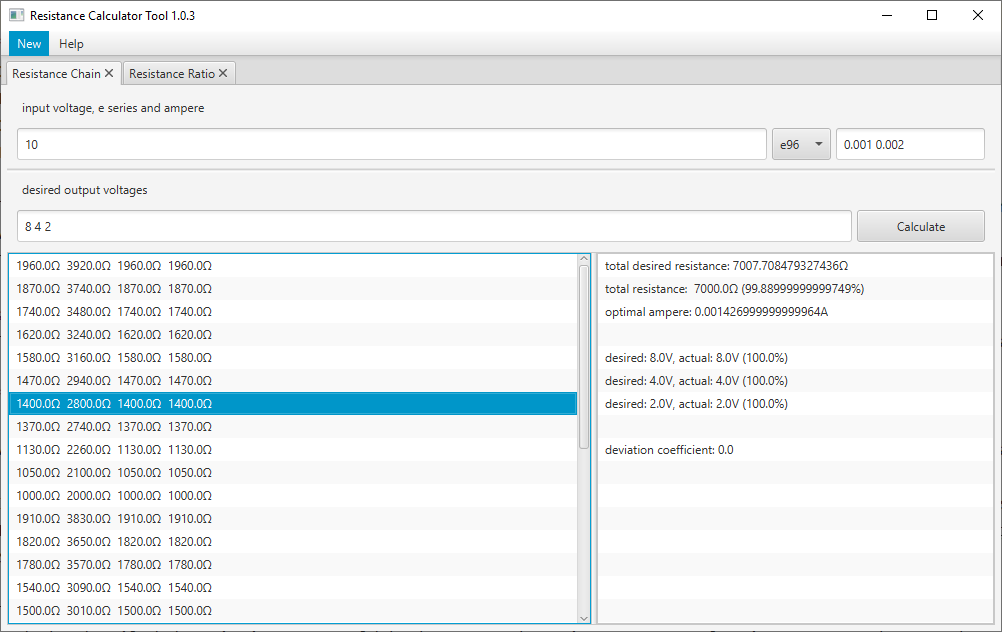 Resistance Calculator Tool 1.0.3
New Help
Resistance Chain Resistance Ratio
input voltage, e series and ampere
10 e96 0.001 0.002
desired output voltages
8 4 2 Calculate
1960.0Ω 3920.0Ω 1960.0Ω 1960.0Ω
1870.0Ω 3740.0Ω 1870.0Ω 1870.0Ω
1740.0Ω 3480.0Ω 1740.0Ω 1740.0Ω
1620.0Ω 3240.0Ω 1620.0Ω 1620.0Ω
1580.0Ω 3160.0Ω 1580.0Ω 1580.0Ω
1470.0Ω 2940.0Ω 1470.0Ω 1470.0Ω
1400.0Ω 2800.0Ω 1400.0Ω 1400.0Ω
1370.0Ω 2740.0Ω 1370.0Ω 1370.0Ω
1130.0Ω 2260.0Ω 1130.0Ω 1130.0Ω
1050.0Ω 2100.0Ω 1050.0Ω 1050.0Ω
1000.0Ω 2000.0Ω 1000.0Ω 1000.0Ω
1910.0Ω 3830.0Ω 1910.0Ω 1910.0Ω
1820.0Ω 3650.0Ω 1820.0Ω 1820.0Ω
1780.0Ω 3570.0Ω 1780.0Ω 1780.0Ω
1540.0Ω 3090.0Ω 1540.0Ω 1540.0Ω
1500.0Ω 3010.0Ω 1500.0Ω 1500.0Ω
total desired resistance: 7007.708479327436Ω
total resistance: 7000.0Ω (99.88999999999749%)
optimal ampere: 0.001426999999999964A
desired: 8.0V, actual: 8.0V (100.0%)
desired: 4.0V, actual: 4.0V (100.0%)
desired: 2.0V, actual: 2.0V (100.0%)
deviation coefficient: 0.0